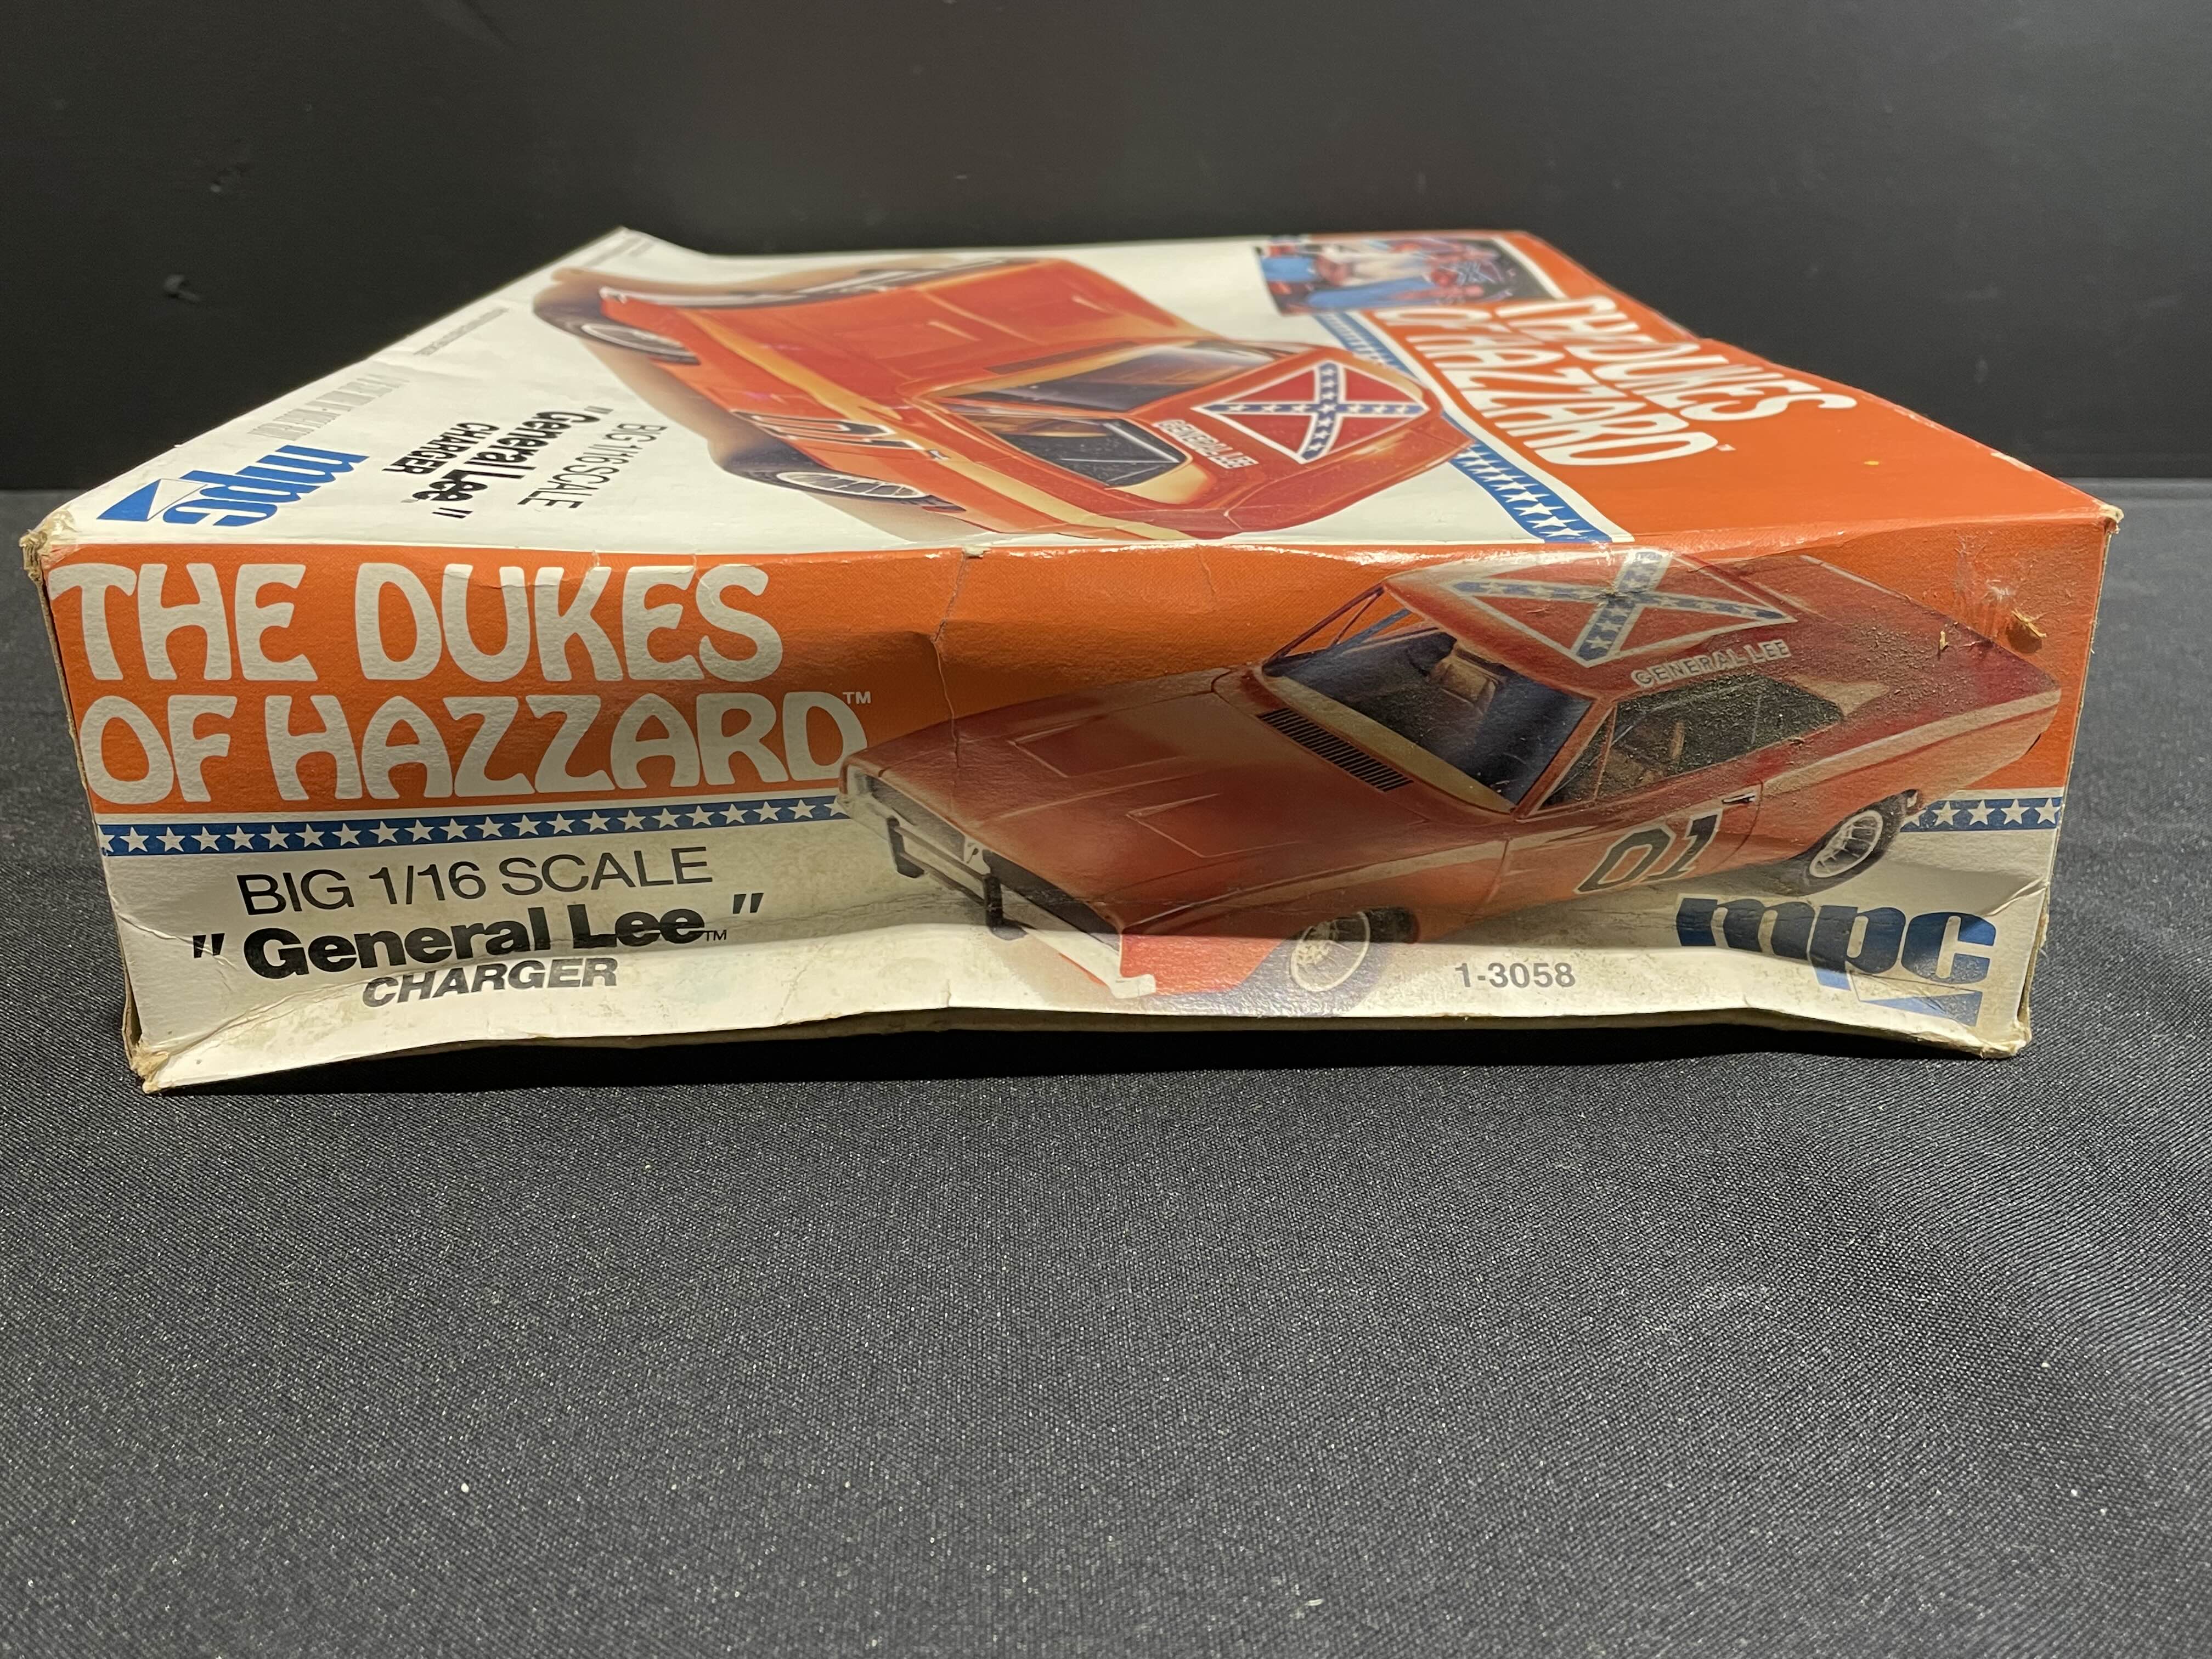 THE DUKES
OF HAZZARD™
mpc
BIG 1/16 SCALE
"General Lee"
CHARGER
01
GENERAL LEE
THE DUKES
OF HAZZARD™
BIG 1/16 SCALE
"General Lee™"
CHARGER
GENERAL LEE
01
mpc
1-3058